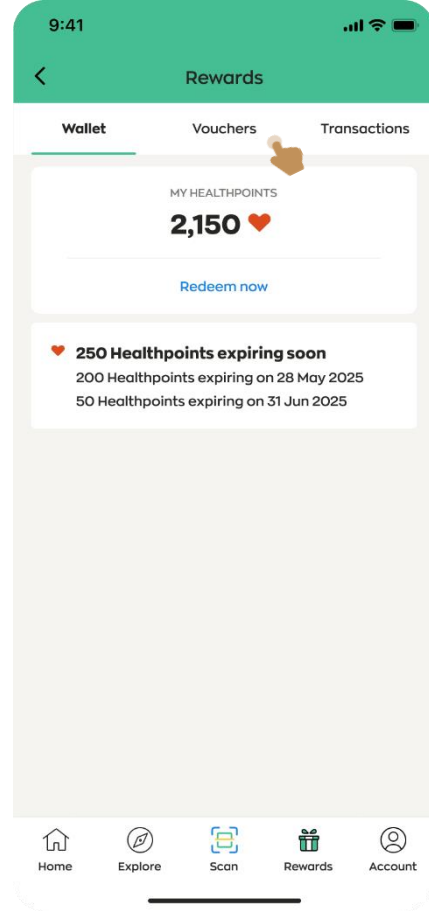 9:41
Rewards
Wallet Vouchers Transactions
MY HEALTHPOINTS
2,150
Redeem now
250 Healthpoints expiring soon
200 Healthpoints expiring on 28 May 2025
50 Healthpoints expiring on 31 Jun 2025
Home Explore Scan Rewards Account